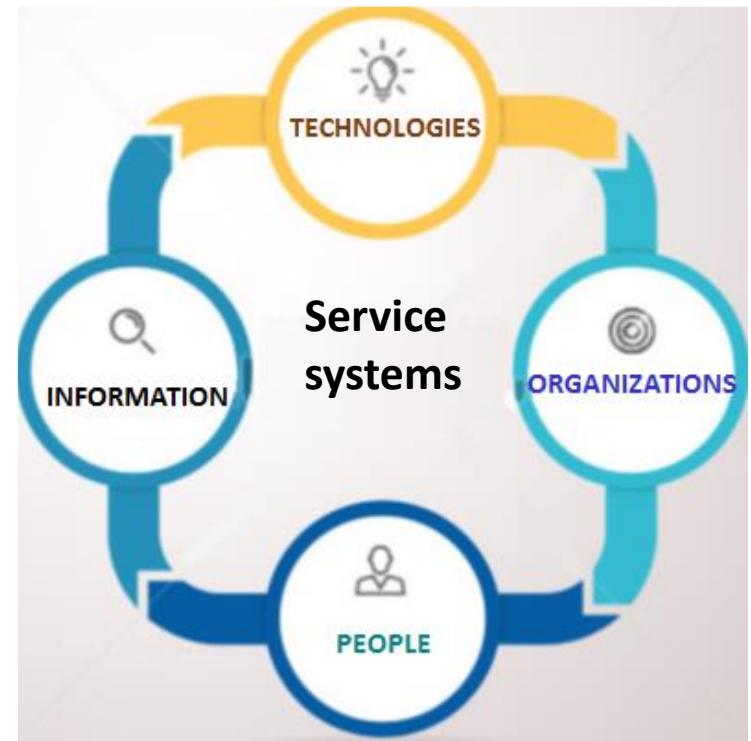 TECHNOLOGIES
Service
systems
INFORMATION
ORGANIZATIONS
PEOPLE